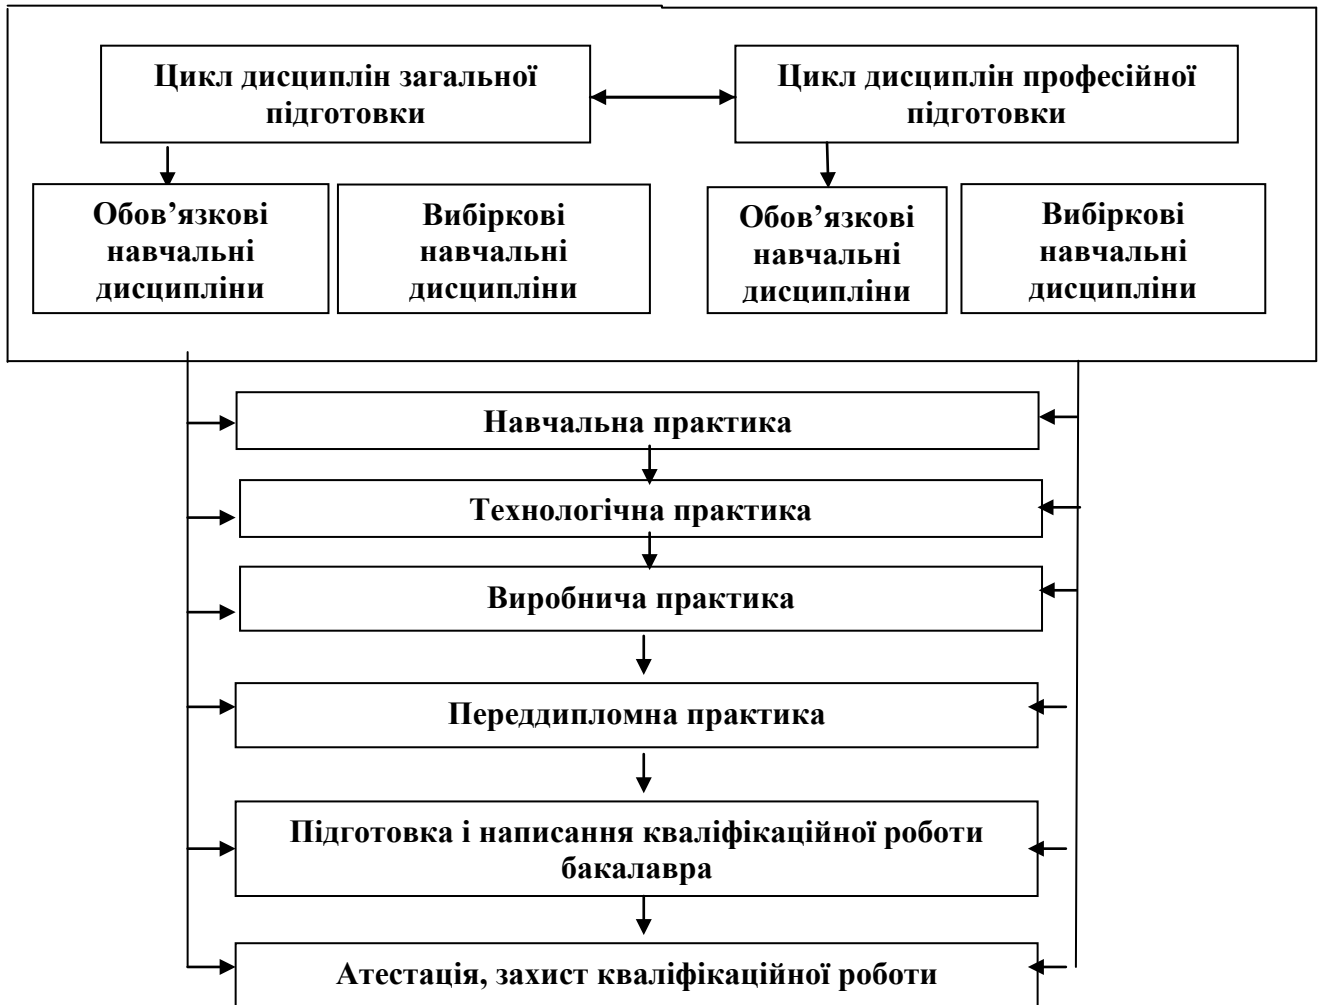 Цикл дисциплін загальної
підготовки
Цикл дисциплін професійної
підготовки
Обов’язкові
навчальні
дисципліни
Вибіркові
навчальні
дисципліни
Обов’язкові
навчальні
дисципліни
Вибіркові
навчальні
дисципліни
Навчальна практика
Технологічна практика
Виробнича практика
Переддипломна практика
Підготовка і написання кваліфікаційної роботи
бакалавра
Атестація, захист кваліфікаційної роботи